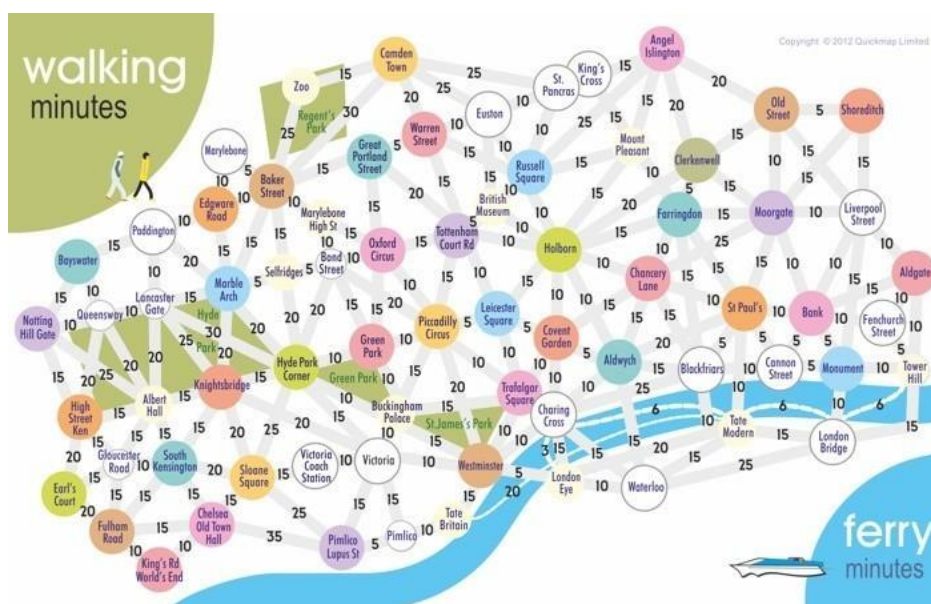 walking
minutes
Copyright © 2012 Quickmap Limited
Camden
Town
Angel
Islington
King's
Cross
St.
Pancras
Zoo
Regent's
Park
Euston
Old
Street
Shoreditch
Warren
Street
Great
Portland
Street
Marylebone
Mount
Pleasant
Clerkenwell
Russell
Square
Baker
Street
Edgware
Road
British
Museum
Marylebone
High St
Farringdon
Moorgate
Liverpool
Street
Paddington
Tottenham
Court Rd
Oxford
Circus
Holborn
Bayswater
Selfridges
Bond
Street
Chancery
Lane
Aldgate
Marble
Arch
Queensway
Lancaster
Gate
Hyde
Park
Notting
Hill Gate
Piccadilly
Circus
Leicester
Square
St Paul's
Bank
Fenchurch
Street
Green
Park
Covent
Garden
Hyde Park
Corner
Aldwych
Blackfriars
Cannon
Street
Monument
Tower
Hill
Green Park
Knightsbridge
Albert
Hall
High
Street
Ken
Buckingham
Palace
Trafalgar
Square
St.James's Park
Charing
Cross
Tate
Modern
London
Bridge
Gloucester
Road
South
Kensington
Sloane
Square
Victoria
Coach
Station
Victoria
Westminster
London
Eye
Waterloo
Earl's
Court
Fulham
Road
Chelsea
Old Town
Hall
Tate
Britain
Pimlico
Pimlico
Lupus St
King's Rd
World's End
ferry
minutes